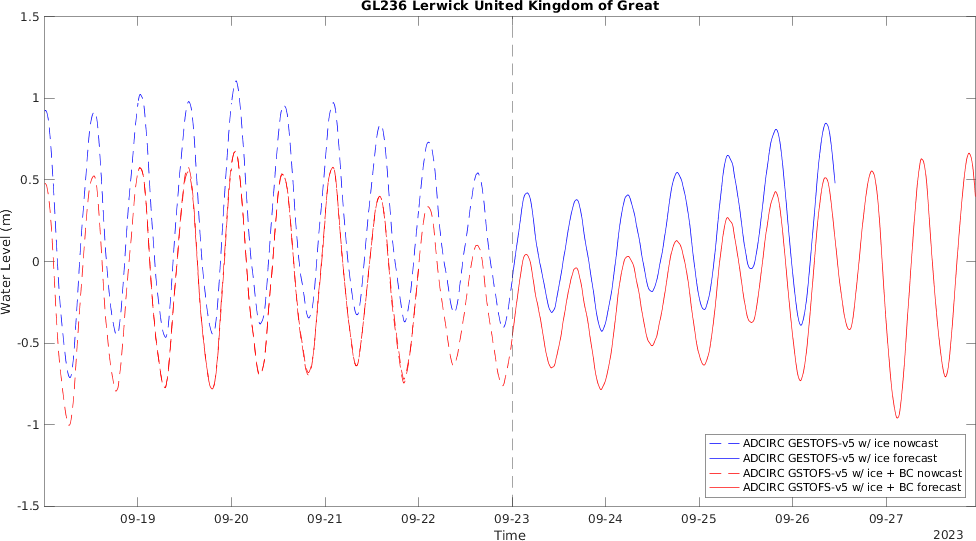 GL236 Lerwick United Kingdom of Great
1.5
1
0.5
0
-0.5
-1
-1.5
Water Level (m)
ADCIRC GESTOFS-v5 w/ ice nowcast
ADCIRC GESTOFS-v5 w/ ice forecast
ADCIRC GSTOFS-v5 w/ ice + BC nowcast
ADCIRC GSTOFS-v5 w/ ice + BC forecast
09-19 09-20 09-21 09-22 09-23 09-24 09-25 09-26 09-27
Time
2023